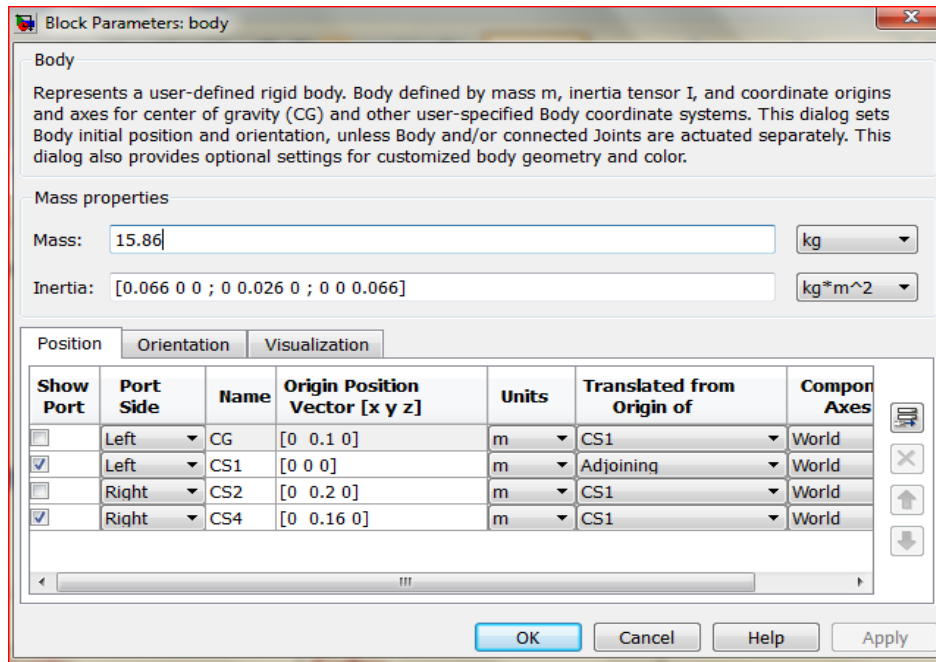 Block Parameters: body
Body
Represents a user-defined rigid body. Body defined by mass m, inertia tensor I, and coordinate origins
and axes for center of gravity (CG) and other user-specified Body coordinate systems. This dialog sets
Body initial position and orientation, unless Body and/or connected Joints are actuated separately. This
dialog also provides optional settings for customized body geometry and color.
Mass properties
Mass: 15.86 kg
Inertia: [0.066 0 0 ; 0 0.026 0 ; 0 0 0.066] kg*m^2
Position Orientation Visualization
Show Port Port Side Name Origin Position Vector [x y z] Units Translated from Origin of Compon Axes
Left CG [0 0.1 0] m CS1 World
Left CS1 [0 0 0] m Adjoining World
Right CS2 [0 0.2 0] m CS1 World
Right CS4 [0 0.16 0] m CS1 World
OK Cancel Help Apply